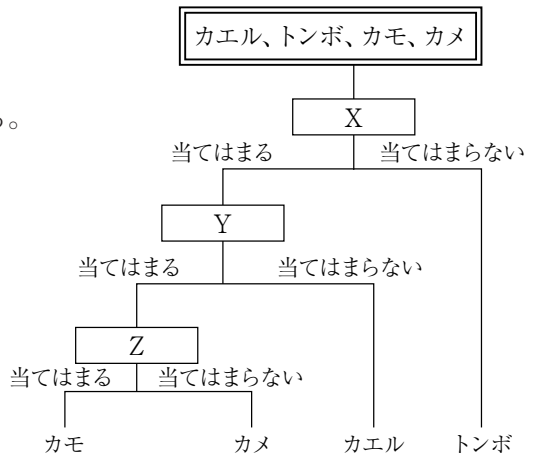 カエル、トンボ、カモ、カメ
る。
X
当てはまる 当てはまらない
Y
当てはまる 当てはまらない
Z
当てはまる 当てはまらない
カモ カメ カエル トンボ